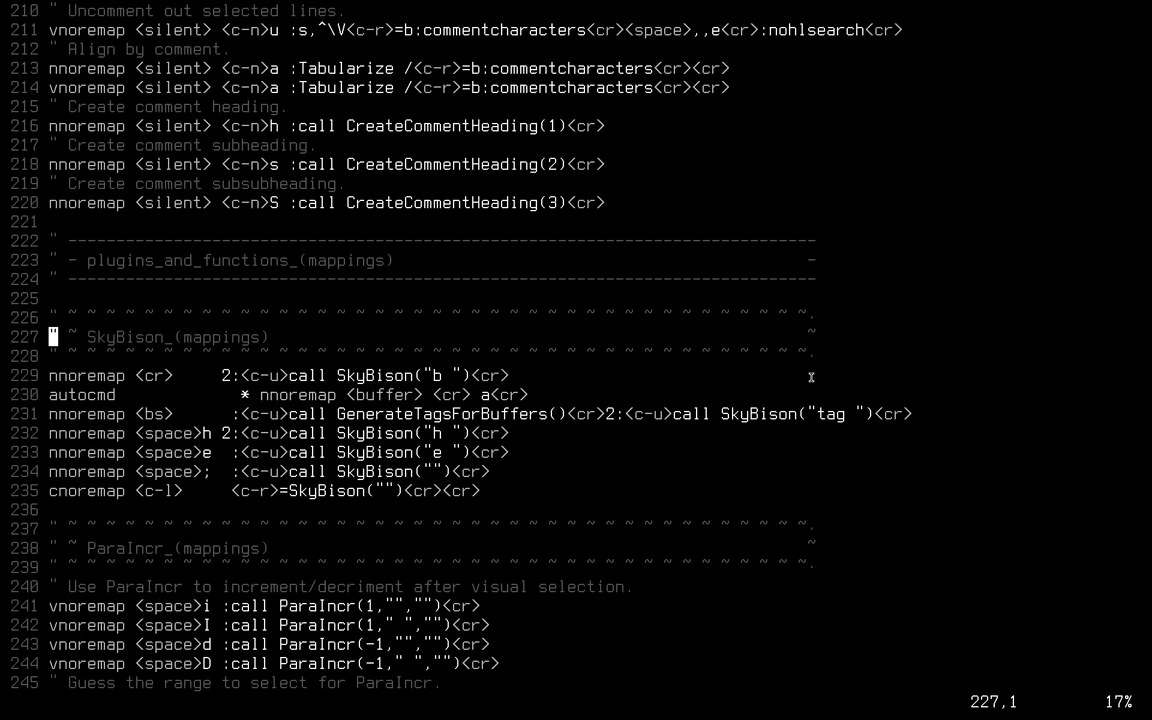 210 " Uncomment out selected lines.
211 vnoremap <silent> <c-n>u :s,^\V<c-r>=b:commentcharacters<cr><space>,,e<cr>:nohlsearch<cr>
212 " Align by comment.
213 nnoremap <silent> <c-n>a :Tabularize /<c-r>=b:commentcharacters<cr><cr>
214 vnoremap <silent> <c-n>a :Tabularize /<c-r>=b:commentcharacters<cr><cr>
215 " Create comment heading.
216 nnoremap <silent> <c-n>h :call CreateCommentHeading(1)<cr>
217 " Create comment subheading.
218 nnoremap <silent> <c-n>s :call CreateCommentHeading(2)<cr>
219 " Create comment subsubheading.
220 nnoremap <silent> <c-n>S :call CreateCommentHeading(3)<cr>
221
222 " ------------------------------------------------------------------------------
223 " - plugins_and_functions_(mappings)                                           -
224 " ------------------------------------------------------------------------------
225
226 " ~ ~ ~ ~ ~ ~ ~ ~ ~ ~ ~ ~ ~ ~ ~ ~ ~ ~ ~ ~ ~ ~ ~ ~ ~ ~ ~ ~ ~ ~ ~ ~ ~ ~ ~ ~ ~ ~ ~.
227 " ~ SkyBison_(mappings)                                                        ~
228 " ~ ~ ~ ~ ~ ~ ~ ~ ~ ~ ~ ~ ~ ~ ~ ~ ~ ~ ~ ~ ~ ~ ~ ~ ~ ~ ~ ~ ~ ~ ~ ~ ~ ~ ~ ~ ~ ~ ~.
229 nnoremap <cr>     2:<c-u>call SkyBison("b ")<cr>
230 autocmd             * nnoremap <buffer> <cr> a<cr>
231 nnoremap <bs>      :<c-u>call GenerateTagsForBuffers()<cr>2:<c-u>call SkyBison("tag ")<cr>
232 nnoremap <space>h 2:<c-u>call SkyBison("h ")<cr>
233 nnoremap <space>e  :<c-u>call SkyBison("e ")<cr>
234 nnoremap <space>;  :<c-u>call SkyBison("")<cr>
235 cnoremap <c-l>     <c-r>=SkyBison("")<cr><cr>
236
237 " ~ ~ ~ ~ ~ ~ ~ ~ ~ ~ ~ ~ ~ ~ ~ ~ ~ ~ ~ ~ ~ ~ ~ ~ ~ ~ ~ ~ ~ ~ ~ ~ ~ ~ ~ ~ ~ ~ ~.
238 " ~ ParaIncr_(mappings)                                                        ~
239 " ~ ~ ~ ~ ~ ~ ~ ~ ~ ~ ~ ~ ~ ~ ~ ~ ~ ~ ~ ~ ~ ~ ~ ~ ~ ~ ~ ~ ~ ~ ~ ~ ~ ~ ~ ~ ~ ~ ~.
240 " Use ParaIncr to increment/decriment after visual selection.
241 vnoremap <space>i :call ParaIncr(1,"","")<cr>
242 vnoremap <space>I :call ParaIncr(1," ","")<cr>
243 vnoremap <space>d :call ParaIncr(-1,"","")<cr>
244 vnoremap <space>D :call ParaIncr(-1," ","")<cr>
245 " Guess the range to select for ParaIncr.
227,1 17%